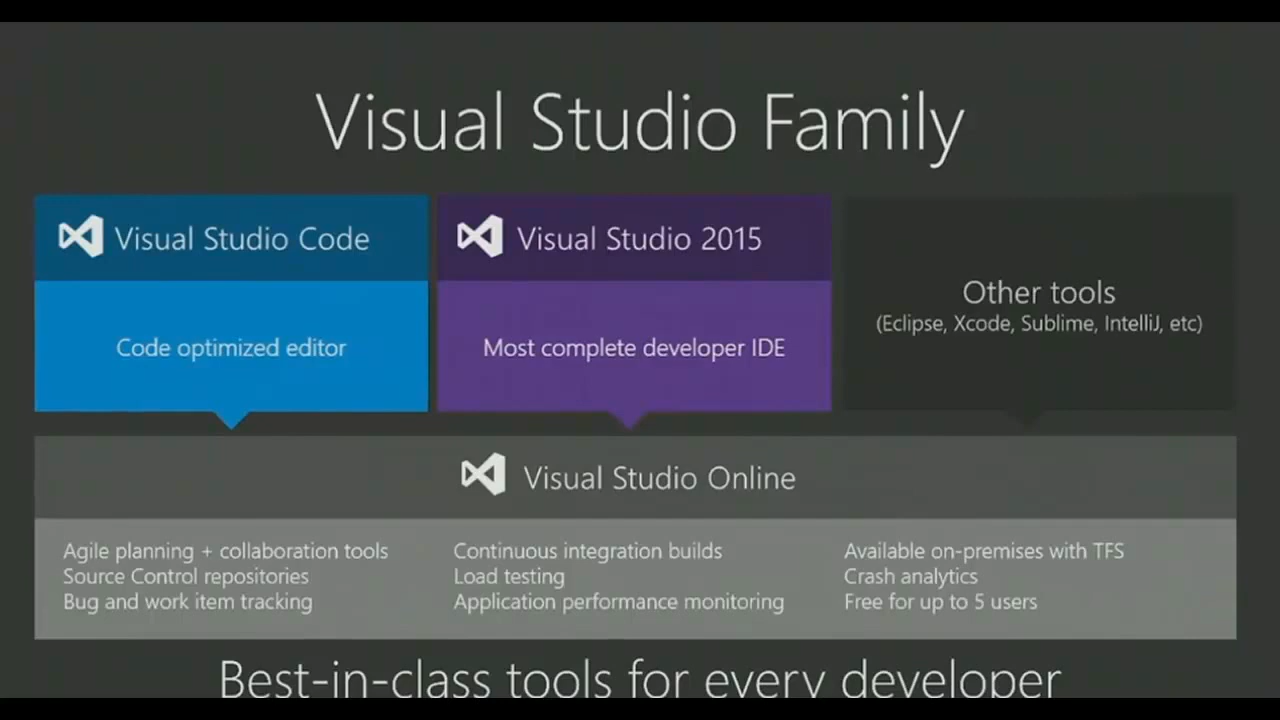 Visual Studio Family
Visual Studio Code
Code optimized editor
Visual Studio 2015
Most complete developer IDE
Other tools
(Eclipse, Xcode, Sublime, IntelliJ, etc)
Visual Studio Online
Agile planning + collaboration tools
Source Control repositories
Bug and work item tracking
Continuous integration builds
Load testing
Application performance monitoring
Available on-premises with TFS
Crash analytics
Free for up to 5 users
Best-in-class tools for every developer